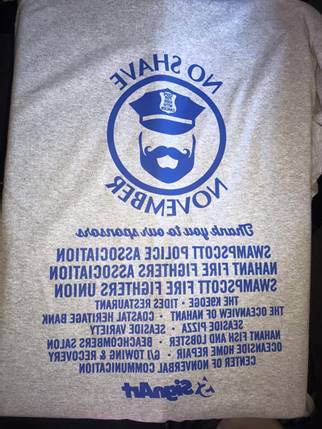 NO SHAVE
NOVEMBER
Thank you to our sponsors
SWAMPSCOTT POLICE ASSOCIATION
NAHANT FIRE FIGHTERS ASSOCIATION
SWAMPSCOTT FIRE FIGHTERS UNION
THE KBEDEE • TIDES RESTAURANT
THE OCEANVIEW OF NAHANT • COASTAL HERITAGE BANK
SEASIDE PIZZA • SEASIDE VARIETY
NAHANT FISH AND LOBSTER • BEACHCOMBERS SALON
OCEANSIDE HOME REPAIR • G/J TOWING & RECOVERY
CENTER OF NONVERBAL COMMUNICATION
SignArt